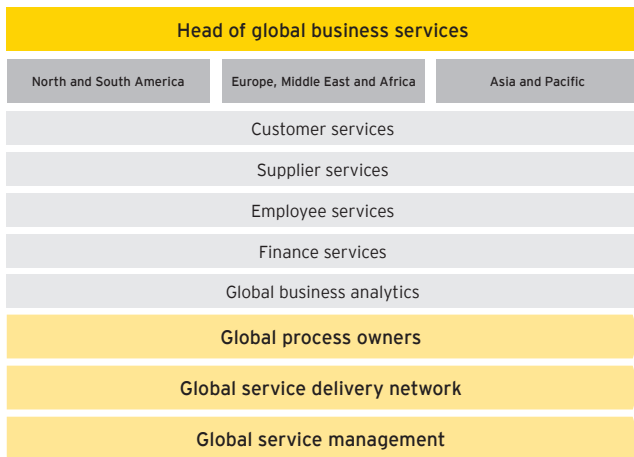 Head of global business services
North and South America
Europe, Middle East and Africa
Asia and Pacific
Customer services
Supplier services
Employee services
Finance services
Global business analytics
Global process owners
Global service delivery network
Global service management